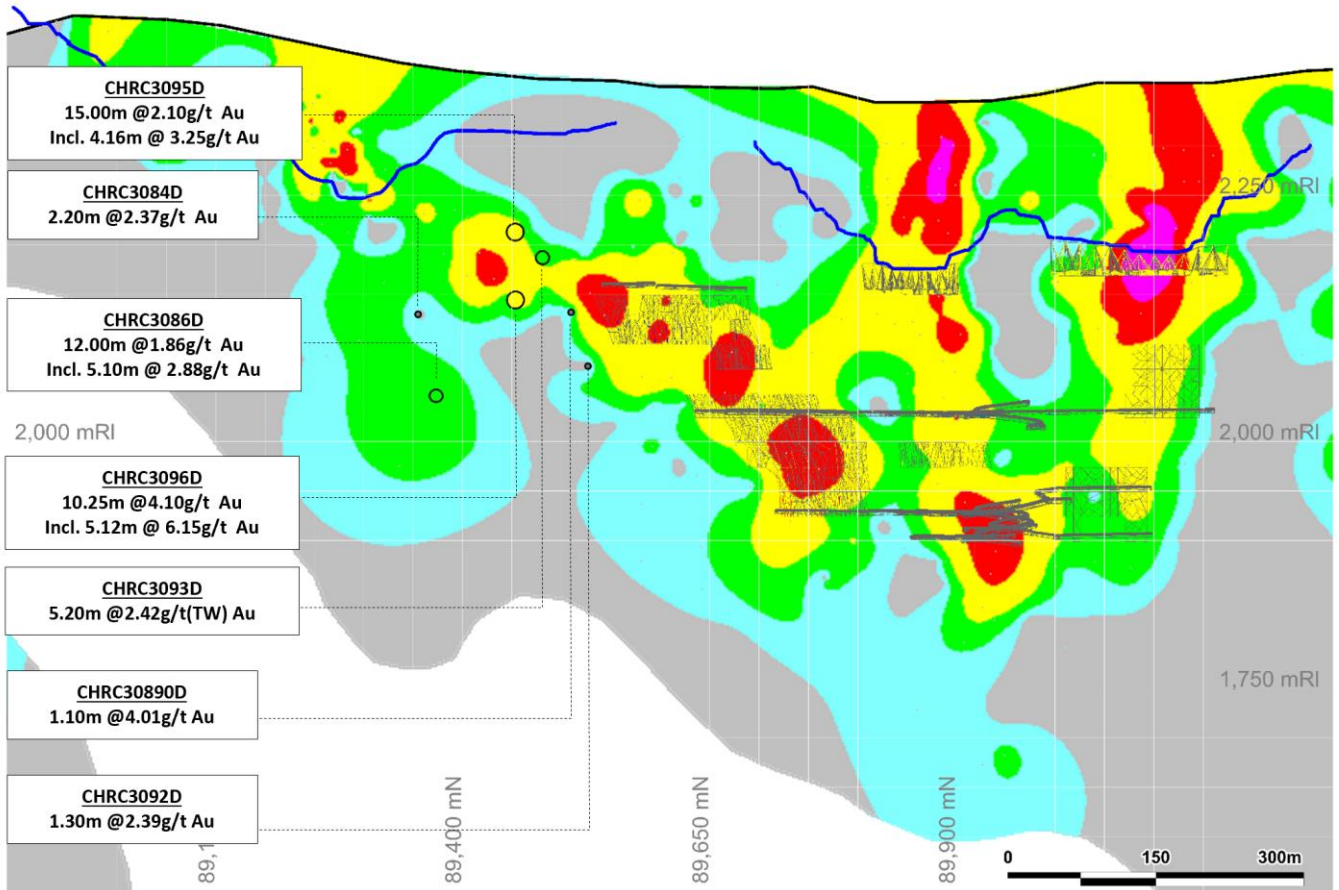 CHRC3095D
15.00m @2.10g/t Au
Incl. 4.16m @ 3.25g/t Au
CHRC3084D
2.20m @2.37g/t Au
CHRC3086D
12.00m @1.86g/t Au
Incl. 5.10m @ 2.88g/t Au
CHRC3096D
10.25m @4.10g/t Au
Incl. 5.12m @ 6.15g/t Au
CHRC3093D
5.20m @2.42g/t(TW) Au
CHRC30890D
1.10m @4.01g/t Au
CHRC3092D
1.30m @2.39g/t Au
2,250 mRl
2,000 mRl
2,000 mRl
1,750 mRl
89,400 mN
89,650 mN
89,900 mN
0 150 300m